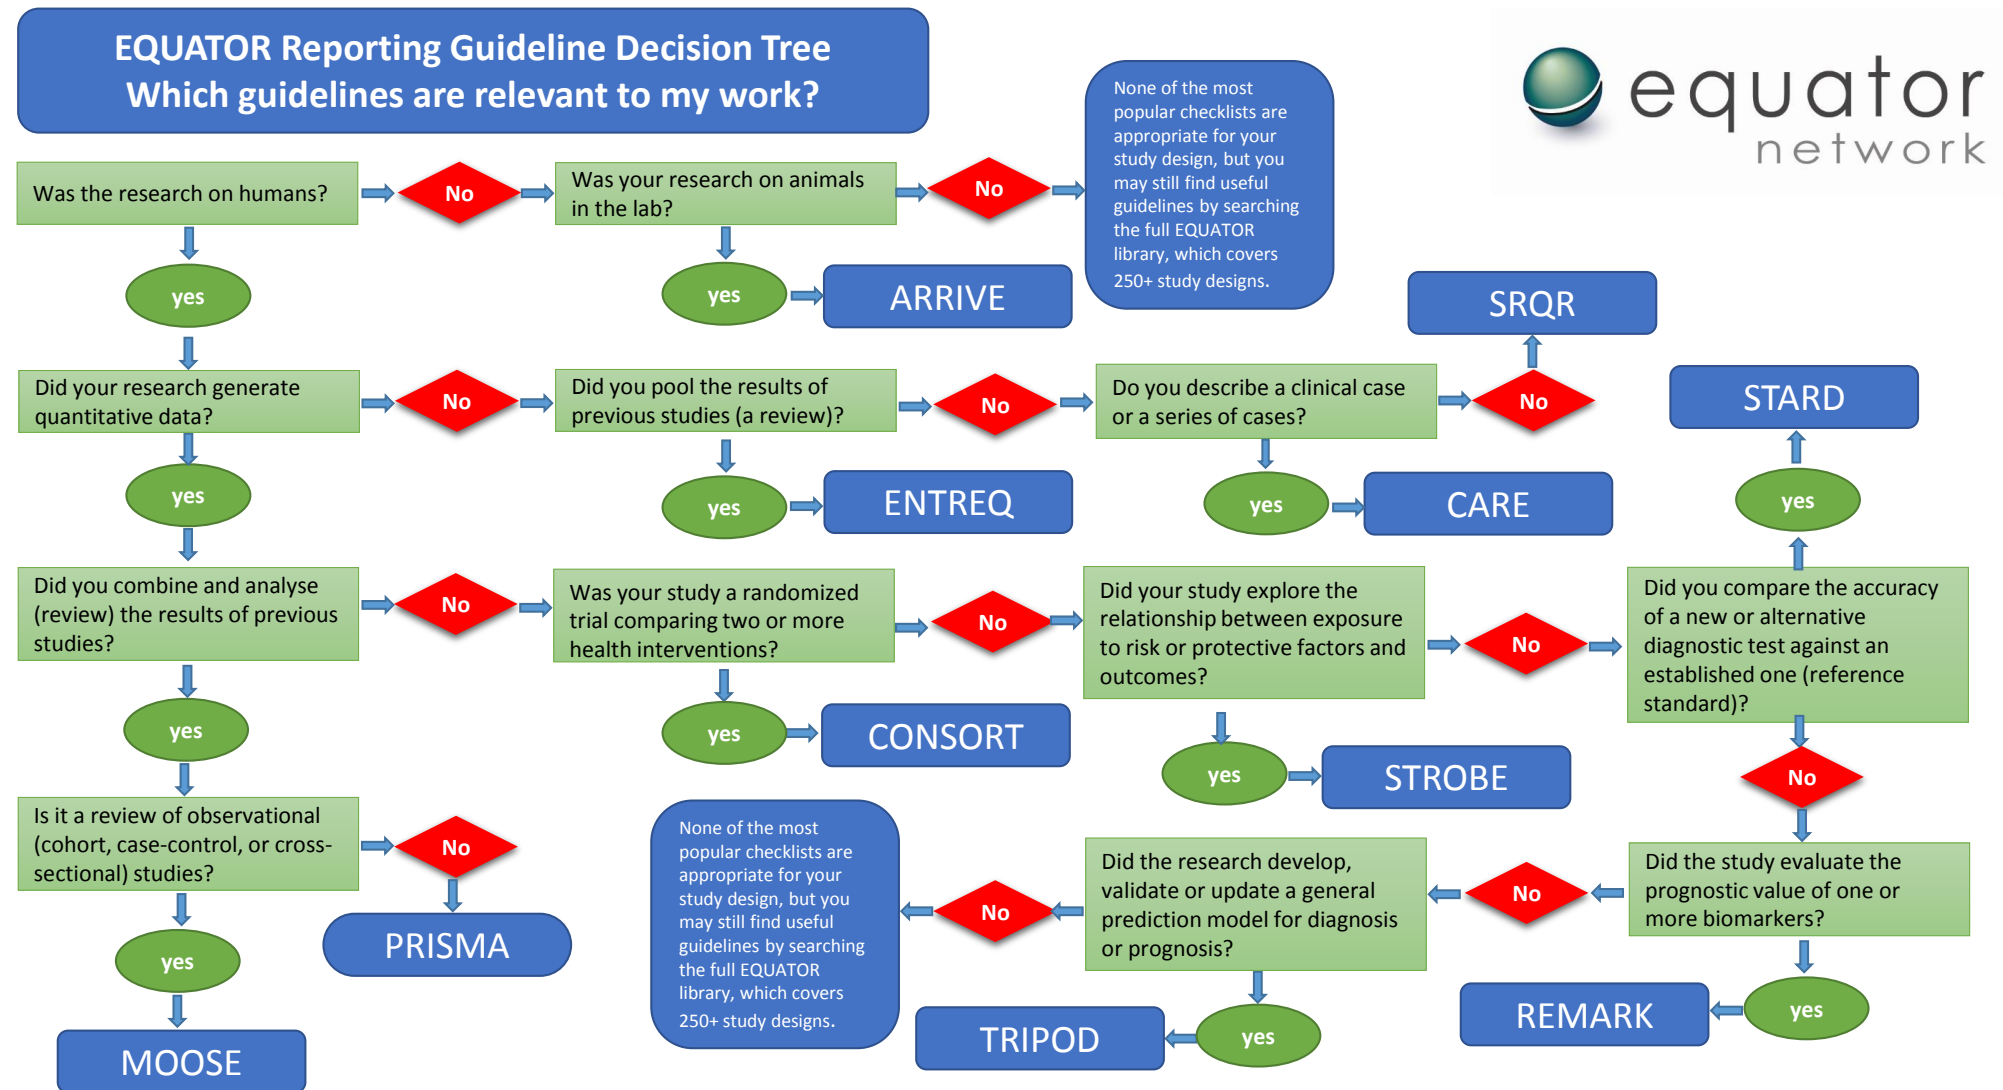 EQUATOR Reporting Guideline Decision Tree
Which guidelines are relevant to my work?
equator
network
None of the most
popular checklists are
appropriate for your
study design, but you
may still find useful
guidelines by searching
the full EQUATOR
library, which covers
250+ study designs.
Was the research on humans?
No
Was your research on animals
in the lab?
No
yes
yes
ARRIVE
SRQR
Did your research generate
quantitative data?
No
Did you pool the results of
previous studies (a review)?
No
Do you describe a clinical case
or a series of cases?
No
STARD
yes
yes
ENTREQ
yes
CARE
yes
Did you combine and analyse
(review) the results of previous
studies?
No
Was your study a randomized
trial comparing two or more
health interventions?
No
Did your study explore the
relationship between exposure
to risk or protective factors and
outcomes?
No
Did you compare the accuracy
of a new or alternative
diagnostic test against an
established one (reference
standard)?
yes
yes
CONSORT
yes
STROBE
No
Is it a review of observational
(cohort, case-control, or cross-
sectional) studies?
No
None of the most
popular checklists are
appropriate for your
study design, but you
may still find useful
guidelines by searching
the full EQUATOR
library, which covers
250+ study designs.
No
Did the research develop,
validate or update a general
prediction model for diagnosis
or prognosis?
No
Did the study evaluate the
prognostic value of one or
more biomarkers?
yes
PRISMA
MOOSE
TRIPOD
yes
REMARK
yes